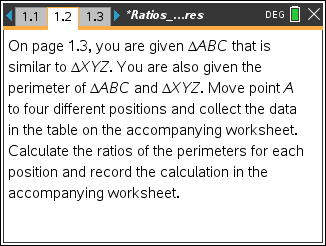 1.1 1.2 1.3 *Ratios_...res DEG
On page 1.3, you are given ΔABC that is
similar to ΔXYZ. You are also given the
perimeter of ΔABC and ΔXYZ. Move point A
to four different positions and collect the data
in the table on the accompanying worksheet.
Calculate the ratios of the perimeters for each
position and record the calculation in the
accompanying worksheet.